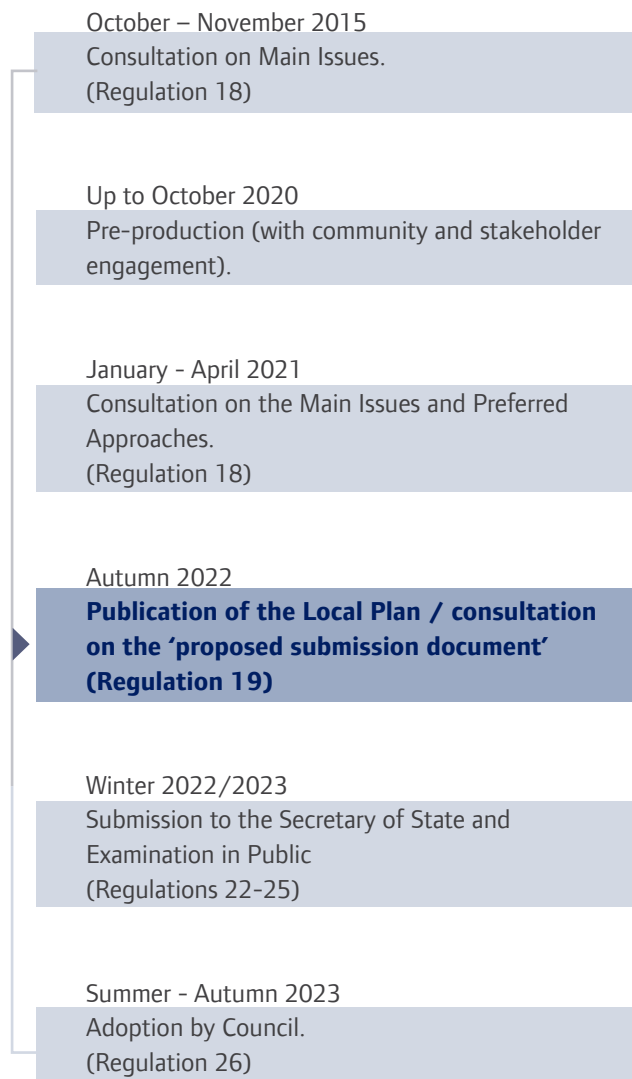 October – November 2015
Consultation on Main Issues.
(Regulation 18)
Up to October 2020
Pre-production (with community and stakeholder
engagement).
January - April 2021
Consultation on the Main Issues and Preferred
Approaches.
(Regulation 18)
Autumn 2022
Publication of the Local Plan / consultation
on the ‘proposed submission document’
(Regulation 19)
Winter 2022/2023
Submission to the Secretary of State and
Examination in Public
(Regulations 22-25)
Summer - Autumn 2023
Adoption by Council.
(Regulation 26)